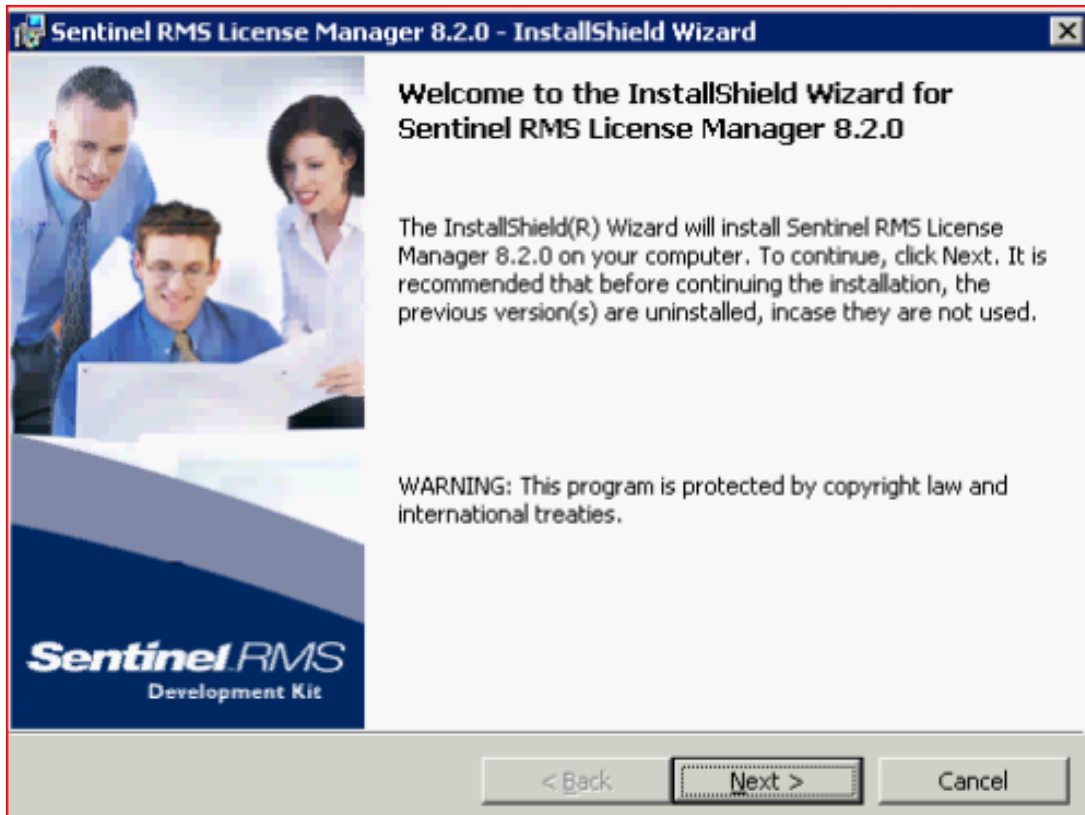 Sentinel RMS License Manager 8.2.0 - InstallShield Wizard
Welcome to the InstallShield Wizard for
Sentinel RMS License Manager 8.2.0
The InstallShield(R) Wizard will install Sentinel RMS License
Manager 8.2.0 on your computer. To continue, click Next. It is
recommended that before continuing the installation, the
previous version(s) are uninstalled, incase they are not used.
WARNING: This program is protected by copyright law and
international treaties.
Sentinel RMS
Development Kit
< Back
Next >
Cancel